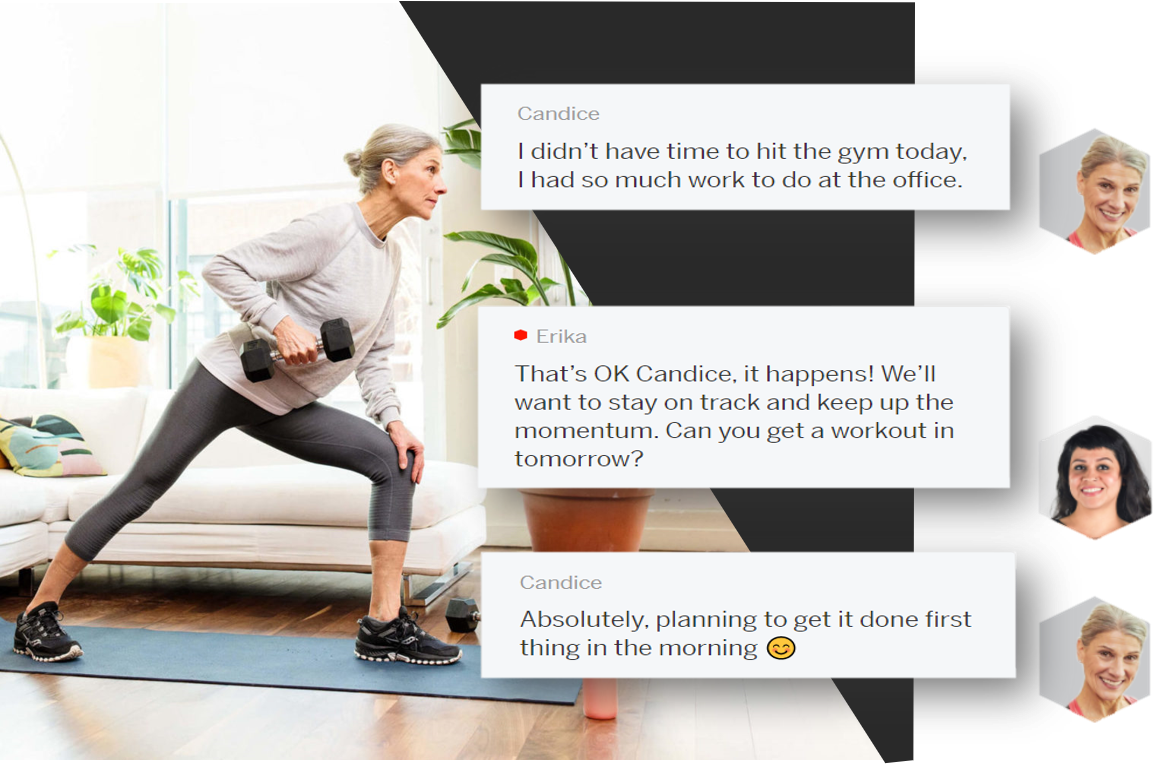 Candice
I didn’t have time to hit the gym today,
I had so much work to do at the office.
Erika
That’s OK Candice, it happens! We’ll
want to stay on track and keep up the
momentum. Can you get a workout in
tomorrow?
Candice
Absolutely, planning to get it done first
thing in the morning 😊